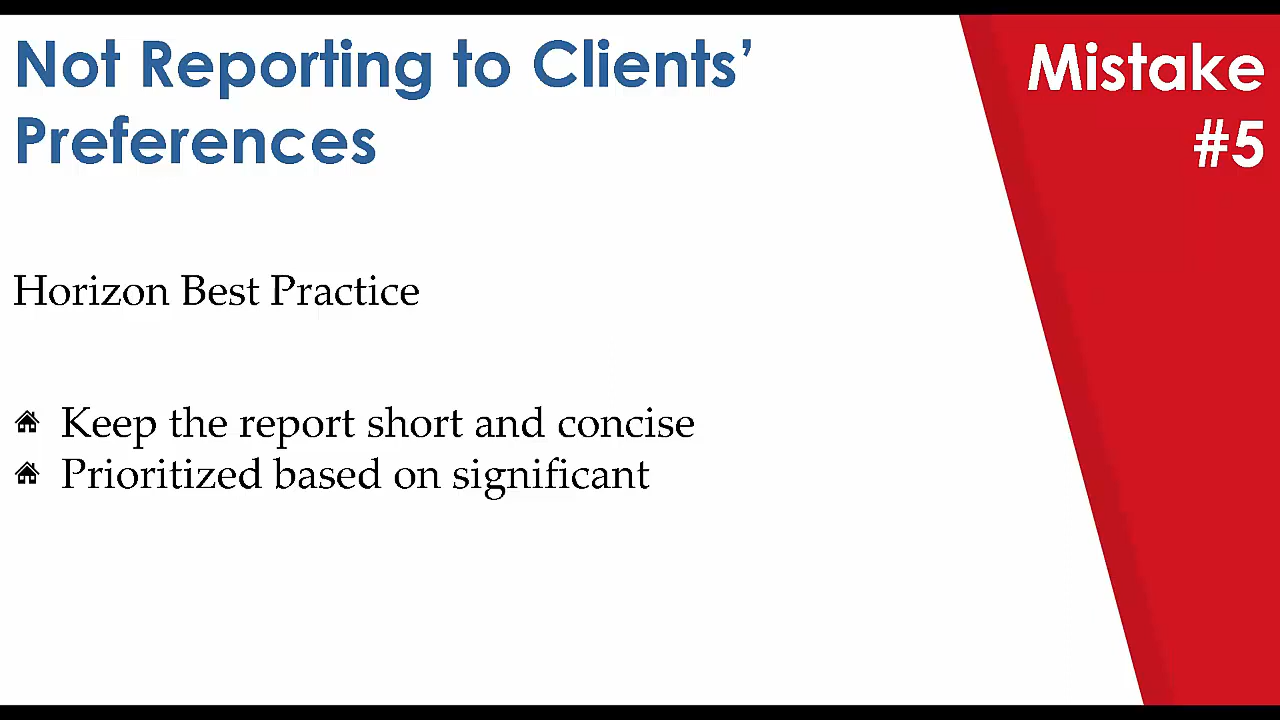 Not Reporting to Clients’
Preferences
Mistake
#5
Horizon Best Practice
Keep the report short and concise
Prioritized based on significant